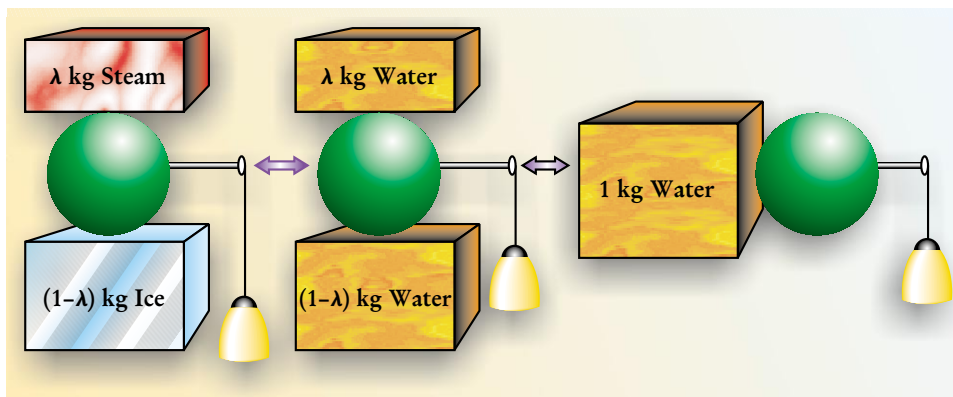 λ kg Steam
λ kg Water
1 kg Water
(1–λ) kg Ice
(1–λ) kg Water